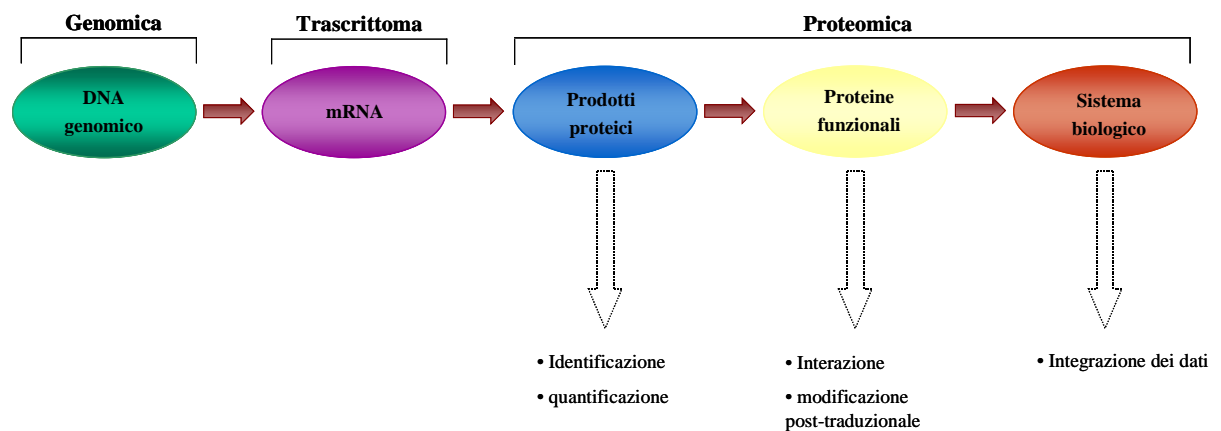 Genomica
Trascrittoma
Proteomica
DNA
genomico
mRNA
Prodotti
proteici
Proteine
funzionali
Sistema
biologico
• Identificazione
• quantificazione
• Interazione
• modificazione
post-traduzionale
• Integrazione dei dati